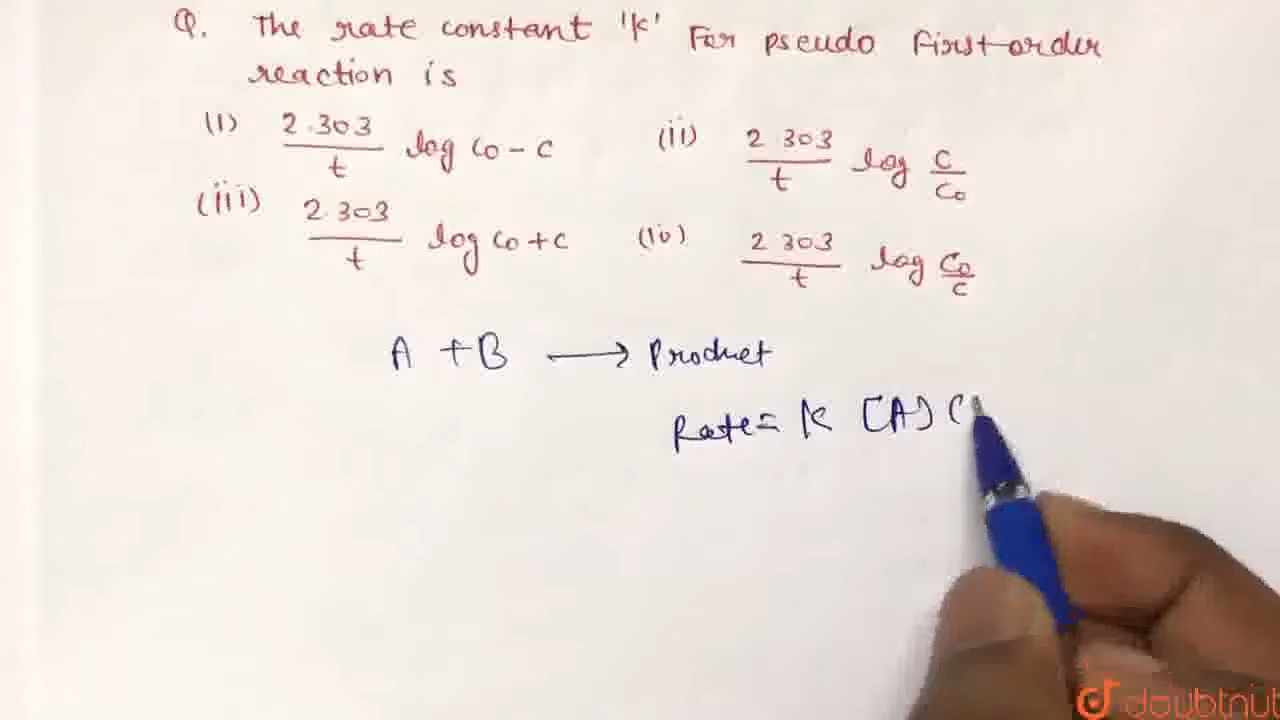 Q. The rate constant 'k' For pseudo first-order
reaction is
(i) 2.303/t log C0 - C (ii) 2 303/t log C/C0
(iii) 2.303/t log C0 + C (iv) 2 303/t log C0/C
A + B ⟶ Product
Rate = K [A] (
doubtnut